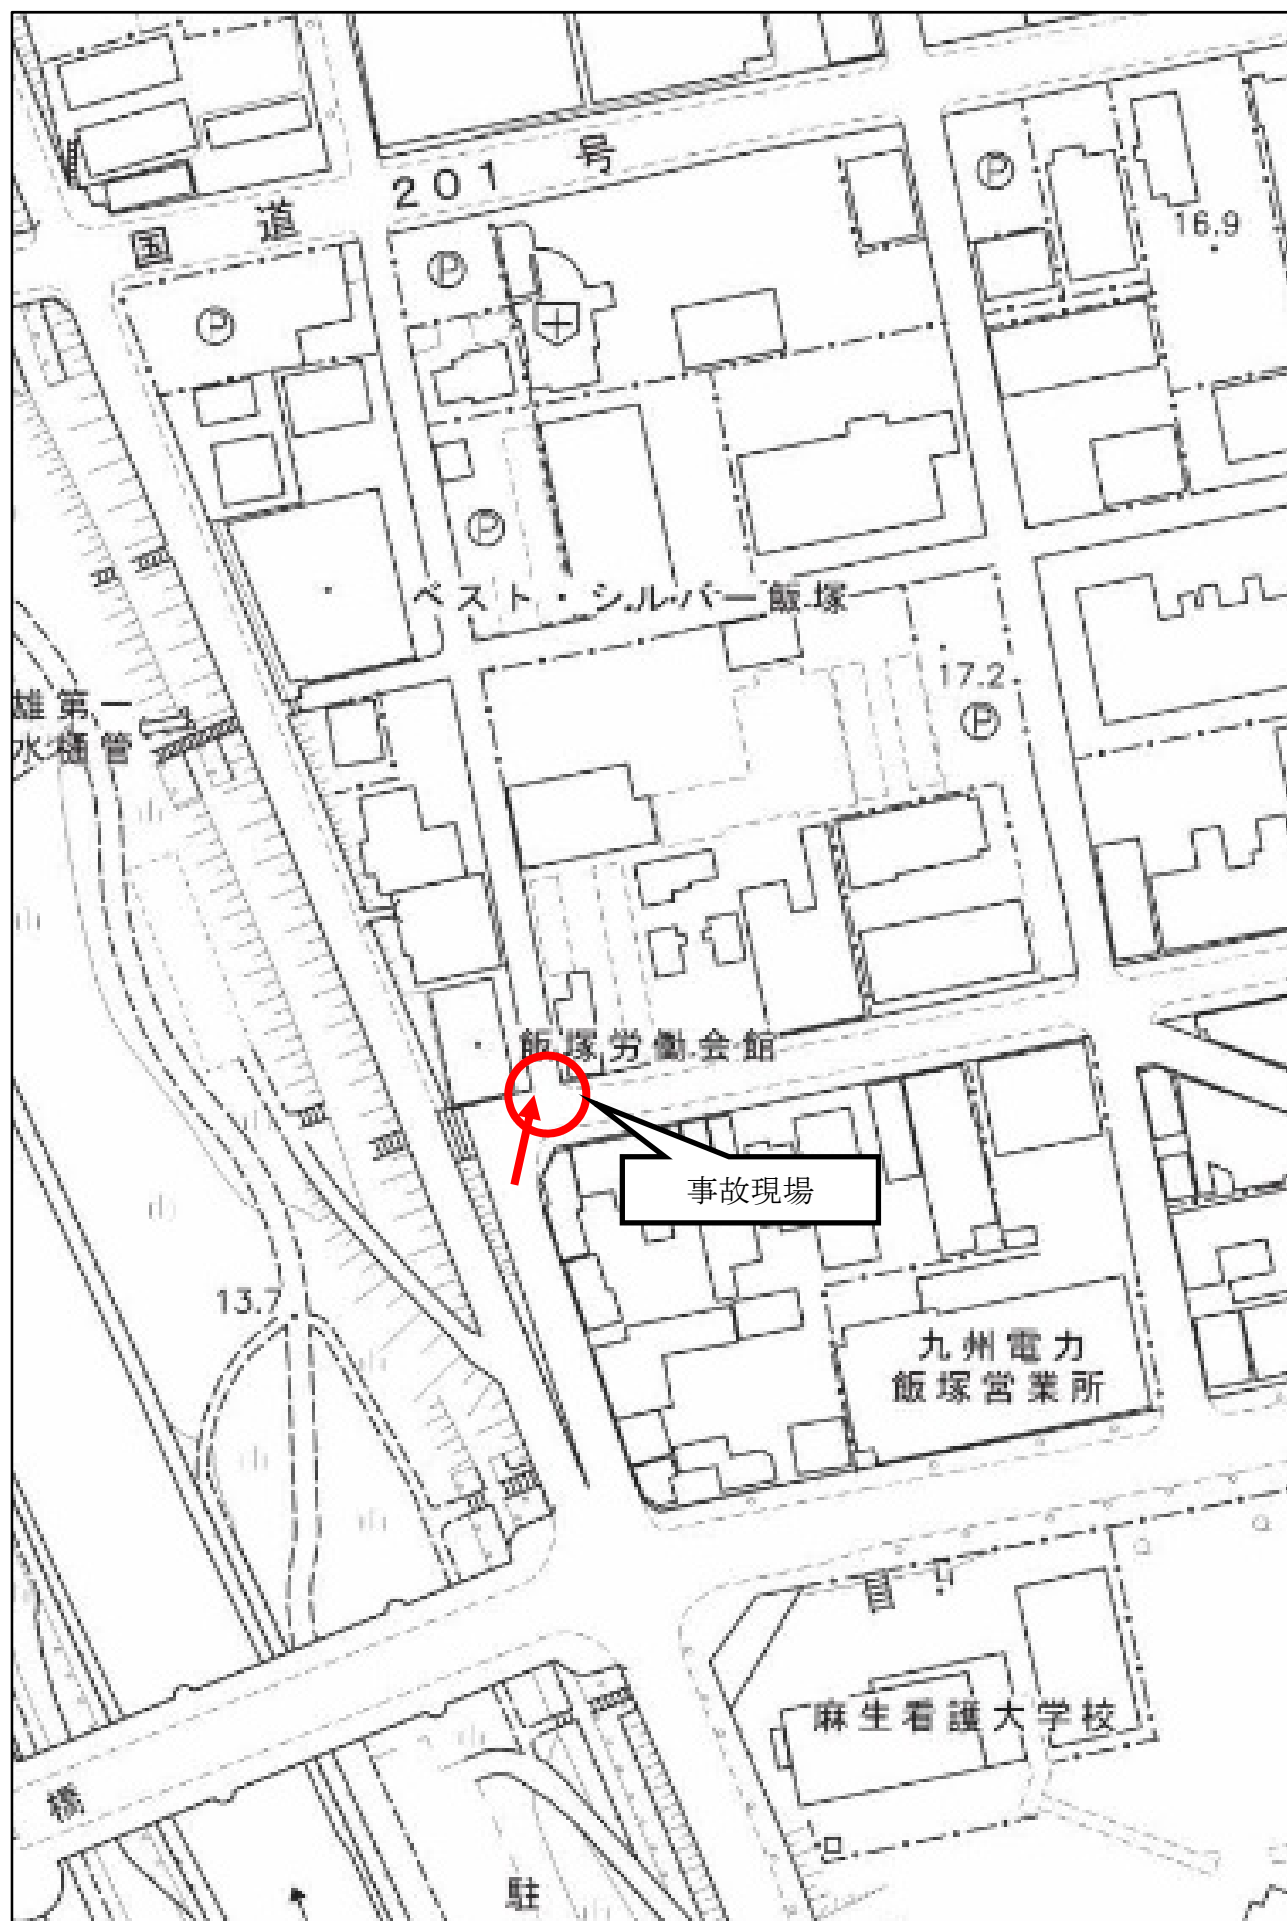 国道201号
Ⓟ
16.9
Ⓟ
Ⓟ
Ⓟ
ベスト・シルバー飯塚
17.2
Ⓟ
雄第一
水樋管
飯塚労働会館
事故現場
13.7
九州電力
飯塚営業所
麻生看護大学校
橋
駐